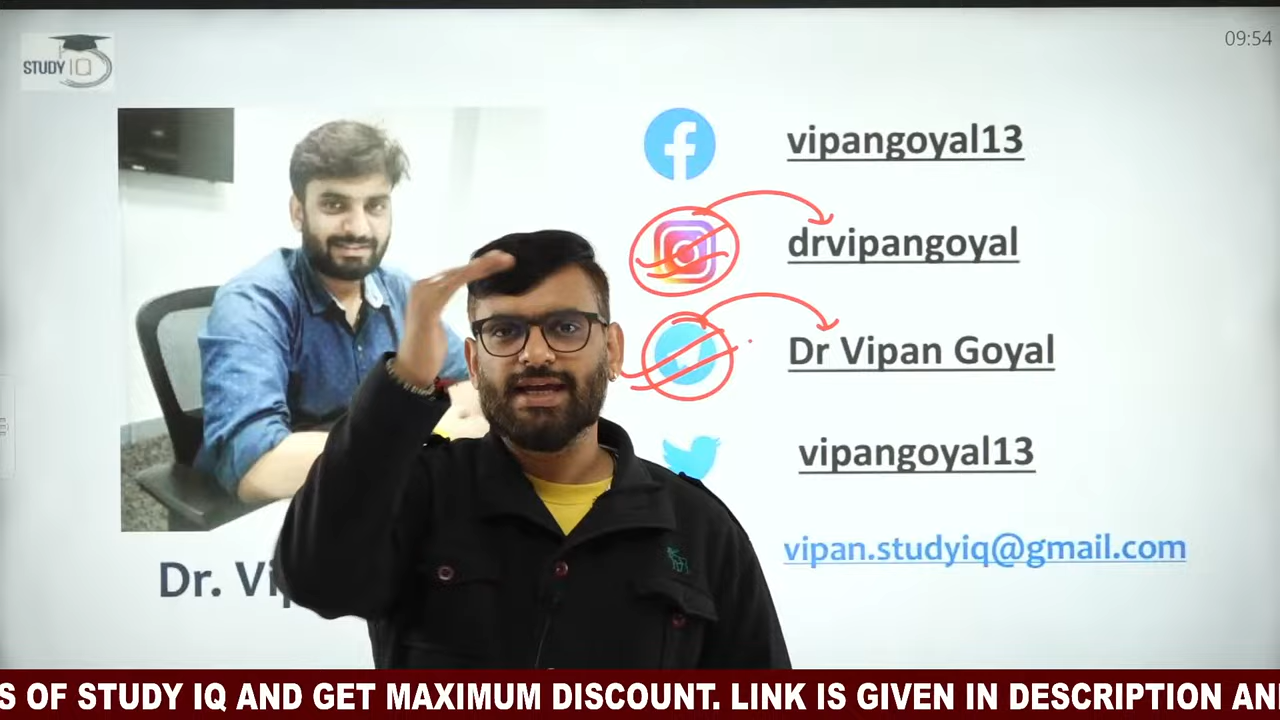 STUDY IQ
09:54
vipangoyal13
drvipangoyal
Dr Vipan Goyal
vipangoyal13
vipan.studyiq@gmail.com
Dr. Vi
S OF STUDY IQ AND GET MAXIMUM DISCOUNT. LINK IS GIVEN IN DESCRIPTION AN